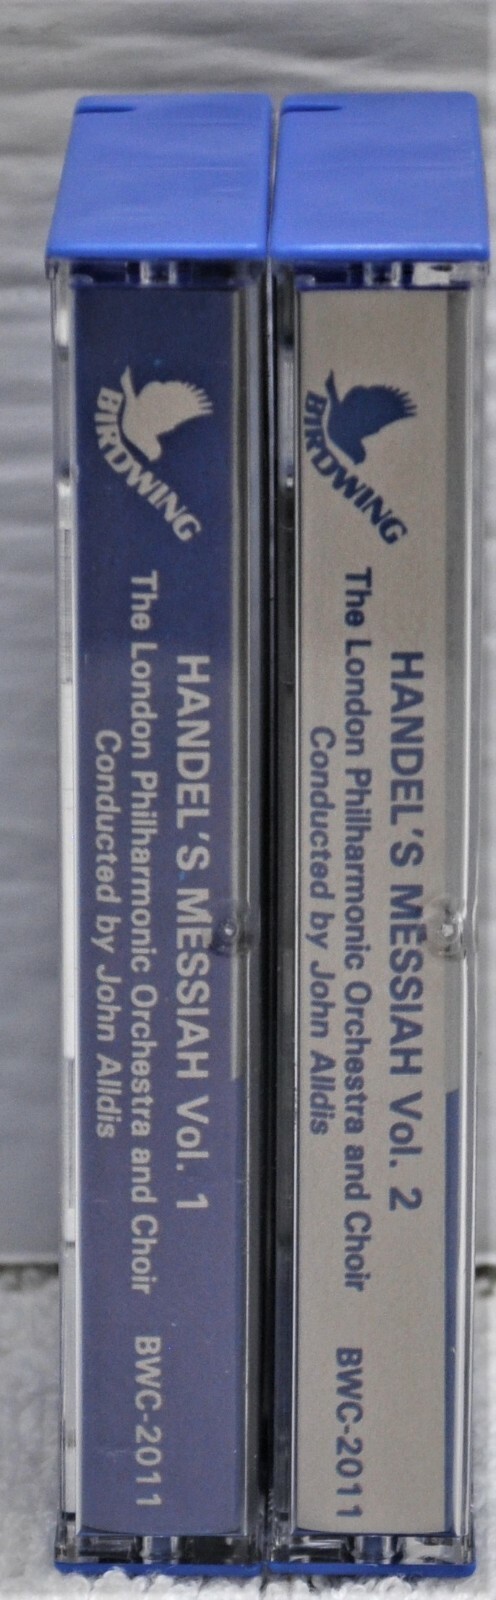 BIRDWING
HANDEL'S MESSIAH Vol. 1
The London Philharmonic Orchestra and Choir
Conducted by John Alldis
BWC-2011
BIRDWING
HANDEL'S MESSIAH Vol. 2
The London Philharmonic Orchestra and Choir
Conducted by John Alldis
BWC-2011